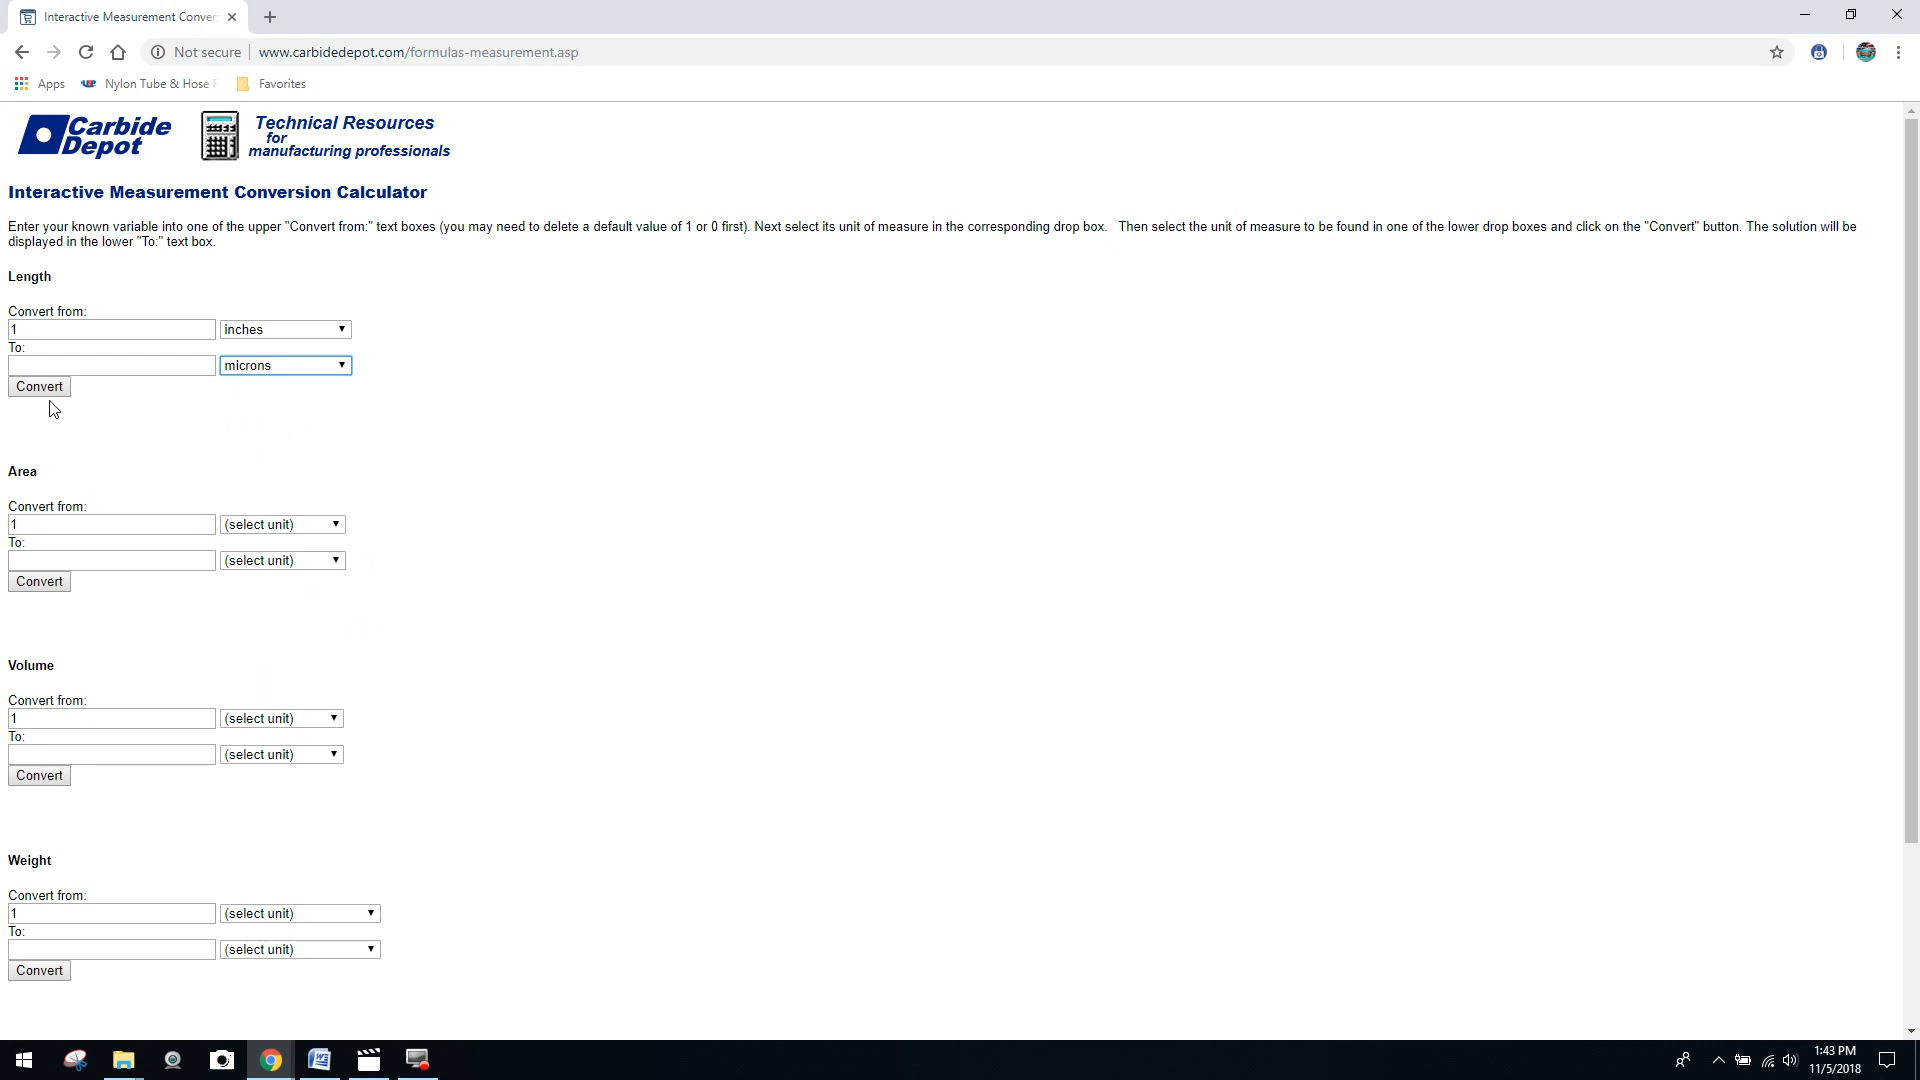 Interactive Measurement Conver
Not secure
www.carbidedepot.com/formulas-measurement.asp
Apps
Nylon Tube & Hose
Favorites
Carbide Depot
Technical Resources
for
manufacturing professionals
Interactive Measurement Conversion Calculator
Enter your known variable into one of the upper "Convert from:" text boxes (you may need to delete a default value of 1 or 0 first). Next select its unit of measure in the corresponding drop box. Then select the unit of measure to be found in one of the lower drop boxes and click on the "Convert" button. The solution will be
displayed in the lower "To:" text box.
Length
Convert from:
1 inches
To:
microns
Convert
Area
Convert from:
1 (select unit)
To:
(select unit)
Convert
Volume
Convert from:
1 (select unit)
To:
(select unit)
Convert
Weight
Convert from:
1 (select unit)
To:
(select unit)
Convert
1:43 PM
11/5/2018